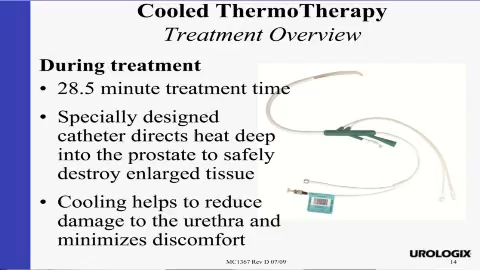 Cooled ThermoTherapy
Treatment Overview
During treatment
• 28.5 minute treatment time
• Specially designed
catheter directs heat deep
into the prostate to safely
destroy enlarged tissue
• Cooling helps to reduce
damage to the urethra and
minimizes discomfort
MC1367 Rev D 07/09
UROLOGIX
14